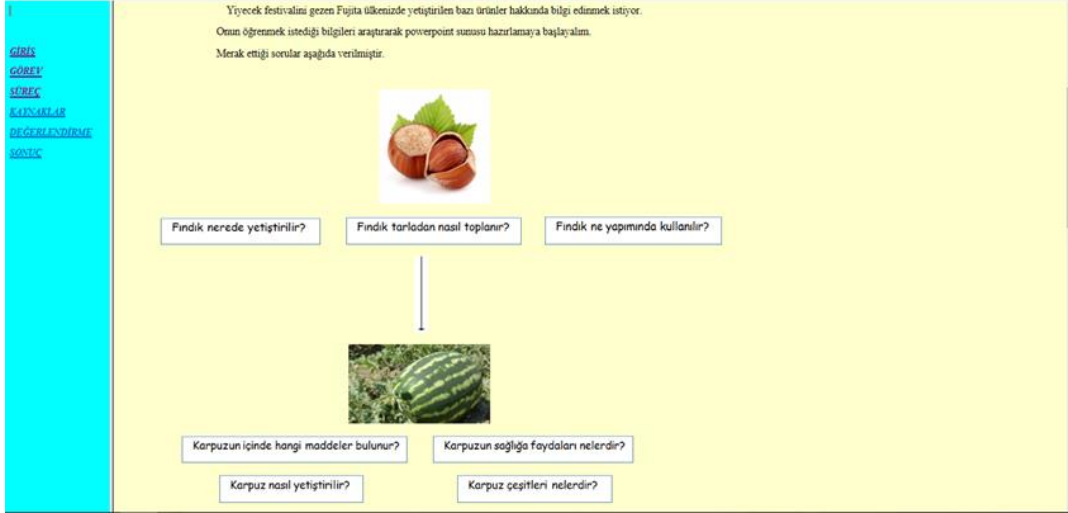 GİRİŞ
GÖREV
SÜREÇ
KAYNAKLAR
DEĞERLENDİRME
SONUÇ
Yiyecek festivalini gezen Fujita ülkenizde yetiştirilen bazı ürünler hakkında bilgi edinmek istiyor.
Onun öğrenmek istediği bilgileri araştırarak powerpoint sunusu hazırlamaya başlayalım.
Merak ettiği sorular aşağıda verilmiştir.
Fındık nerede yetiştirilir?
Fındık tarladan nasıl toplanır?
Fındık ne yapımında kullanılır?
Karpuzun içinde hangi maddeler bulunur?
Karpuzun sağlığa faydaları nelerdir?
Karpuz nasıl yetiştirilir?
Karpuz çeşitleri nelerdir?